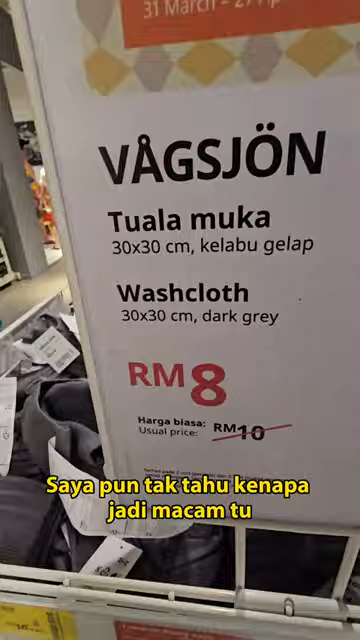 31 March –
VÅGSJÖN
Tuala muka
30x30 cm, kelabu gelap
Washcloth
30x30 cm, dark grey
RM8
Harga biasa: RM10
Usual price:
Saya pun tak tahu kenapa
jadi macam tu